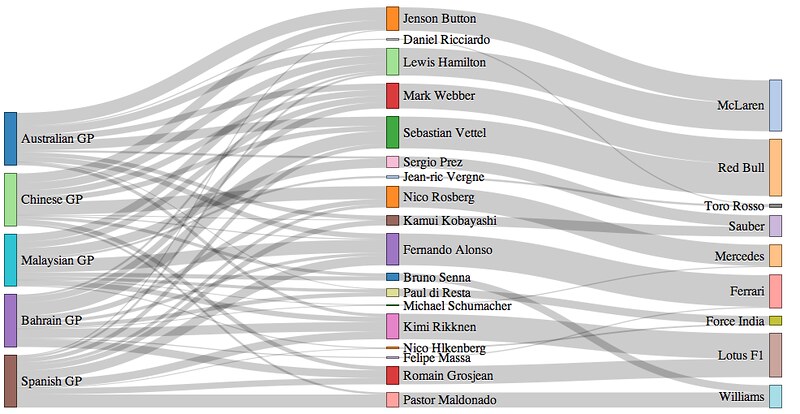 Australian GP
Chinese GP
Malaysian GP
Bahrain GP
Spanish GP
Jenson Button
Daniel Ricciardo
Lewis Hamilton
Mark Webber
Sebastian Vettel
Sergio Prez
Jean-ric Vergne
Nico Rosberg
Kamui Kobayashi
Fernando Alonso
Bruno Senna
Paul di Resta
Michael Schumacher
Kimi Rikknen
Nico Hlkenberg
Felipe Massa
Romain Grosjean
Pastor Maldonado
McLaren
Red Bull
Toro Rosso
Sauber
Mercedes
Ferrari
Force India
Lotus F1
Williams